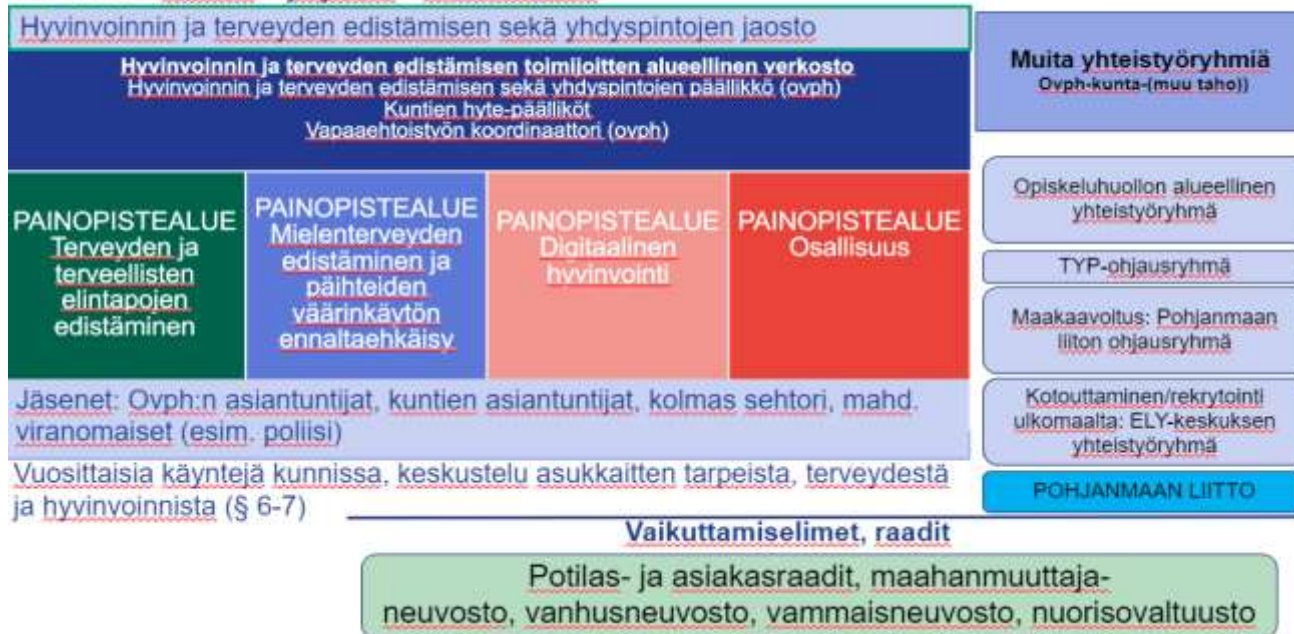 Hyvinvoinnin ja terveyden edistämisen sekä yhdyspintojen jaosto
Hyvinvoinnin ja terveyden edistämisen toimijoitten alueellinen verkosto
Hyvinvoinnin ja terveyden edistämisen sekä yhdyspintojen päällikkö (ovph)
Kuntien hyte-päälliköt
Vapaaehtoistyön koordinaattori (ovph)
PAINOPISTEALUE
Terveyden ja
terveellisten
elintapojen
edistäminen
PAINOPISTEALUE
Mielenterveyden
edistäminen ja
päihteiden
väärinkäytön
ennaltaehkäisy
PAINOPISTEALUE
Digitaalinen
hyvinvointi
PAINOPISTEALUE
Osallisuus
Jäsenet: Ovph:n asiantuntijat, kuntien asiantuntijat, kolmas sehtori, mahd.
viranomaiset (esim. poliisi)
Vuosittaisia käyntejä kunnissa, keskustelu asukkaitten tarpeista, terveydestä
ja hyvinvoinnista (§ 6-7)
Muita yhteistyöryhmiä
Ovph-kunta-(muu taho))
Opiskeluhuollon alueellinen
yhteistyöryhmä
TYP-ohjausryhmä
Maakaavoitus: Pohjanmaan
liiton ohjausryhmä
Kotouttaminen/rekrytointi
ulkomaalta: ELY-keskuksen
yhteistyöryhmä
POHJANMAAN LIITTO
Vaikuttamiselimet, raadit
Potilas- ja asiakasraadit, maahanmuuttaja-
neuvosto, vanhusneuvosto, vammaisneuvosto, nuorisovaltuusto